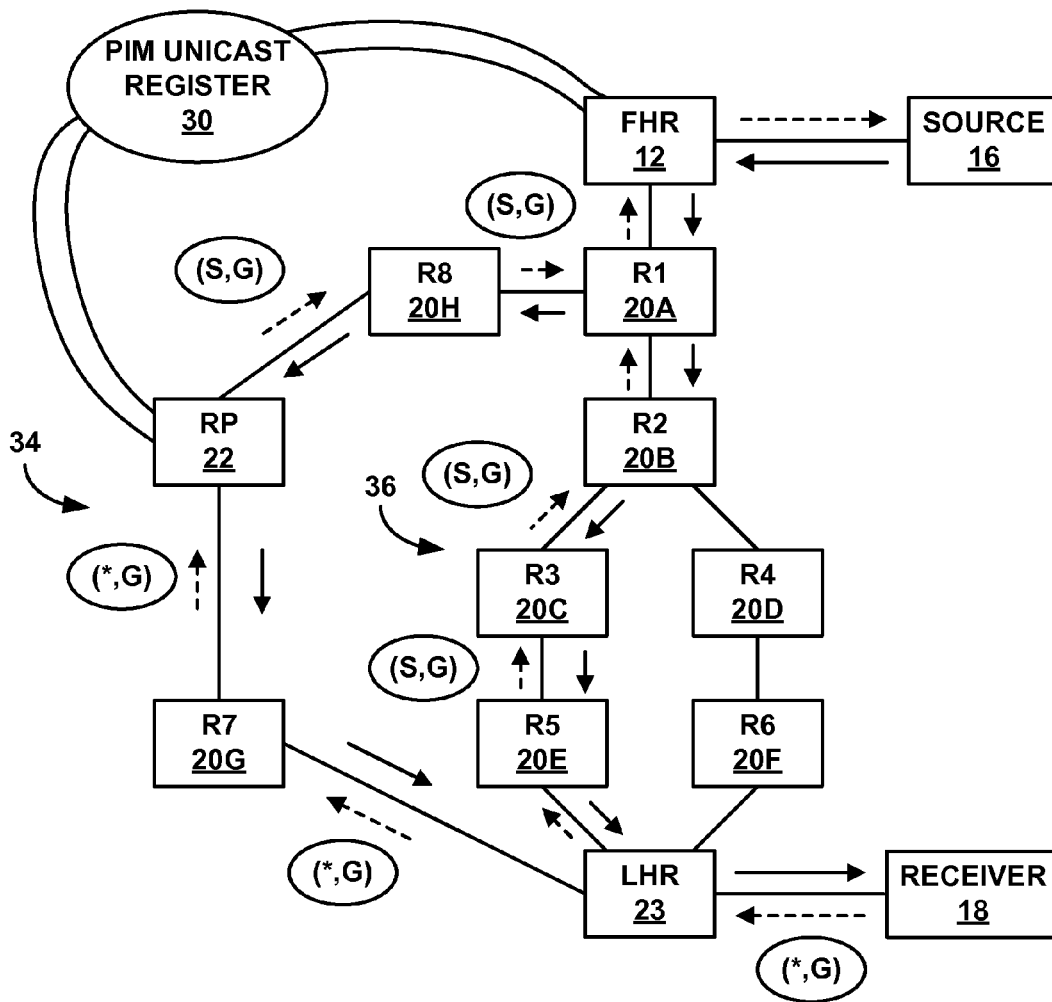 PIM UNICAST
REGISTER
30
FHR
12
SOURCE
16
(S,G)
(S,G)
R8
20H
R1
20A
RP
22
R2
20B
34
(S,G)
36
(*,G)
R3
20C
R4
20D
(S,G)
R7
20G
R5
20E
R6
20F
(*,G)
LHR
23
RECEIVER
18
(*,G)